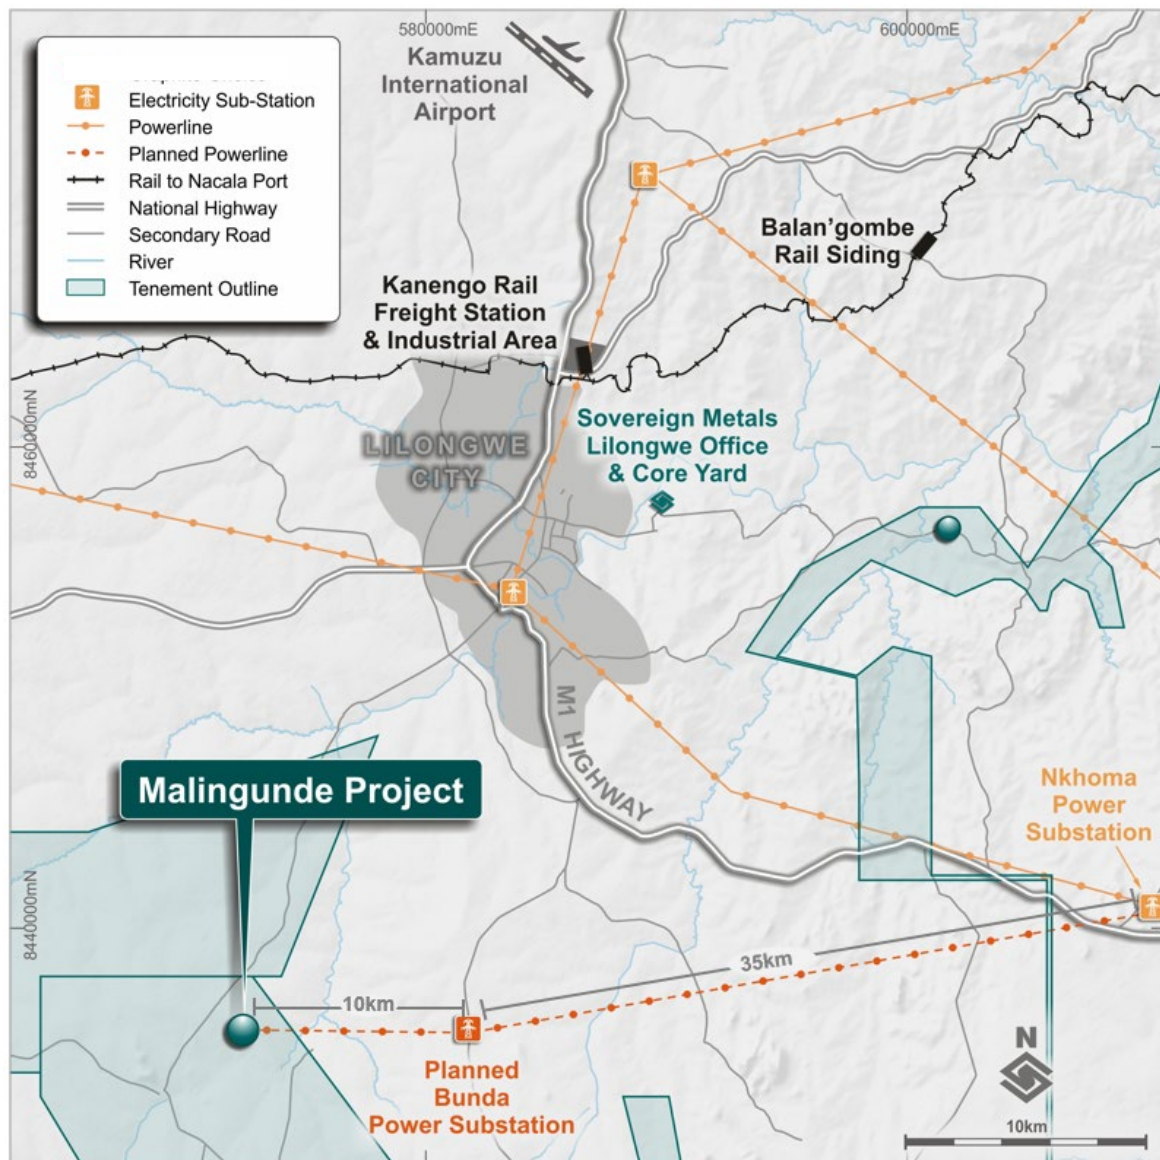 580000mE
600000mE
Kamuzu
International
Airport
Electricity Sub-Station
Powerline
Planned Powerline
Rail to Nacala Port
National Highway
Secondary Road
River
Tenement Outline
Balan'gombe
Rail Siding
Kanengo Rail
Freight Station
& Industrial Area
8460000mN
LILONGWE
CITY
Sovereign Metals
Lilongwe Office
& Core Yard
M1 HIGHWAY
Malingunde Project
Nkhoma
Power
Substation
8440000mN
35km
10km
Planned
Bunda
Power Substation
N
10km